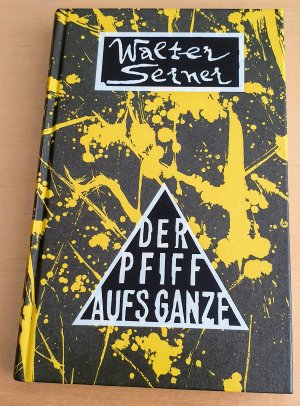 Walter
Serner
DER
PFIFF
AUFS GANZE